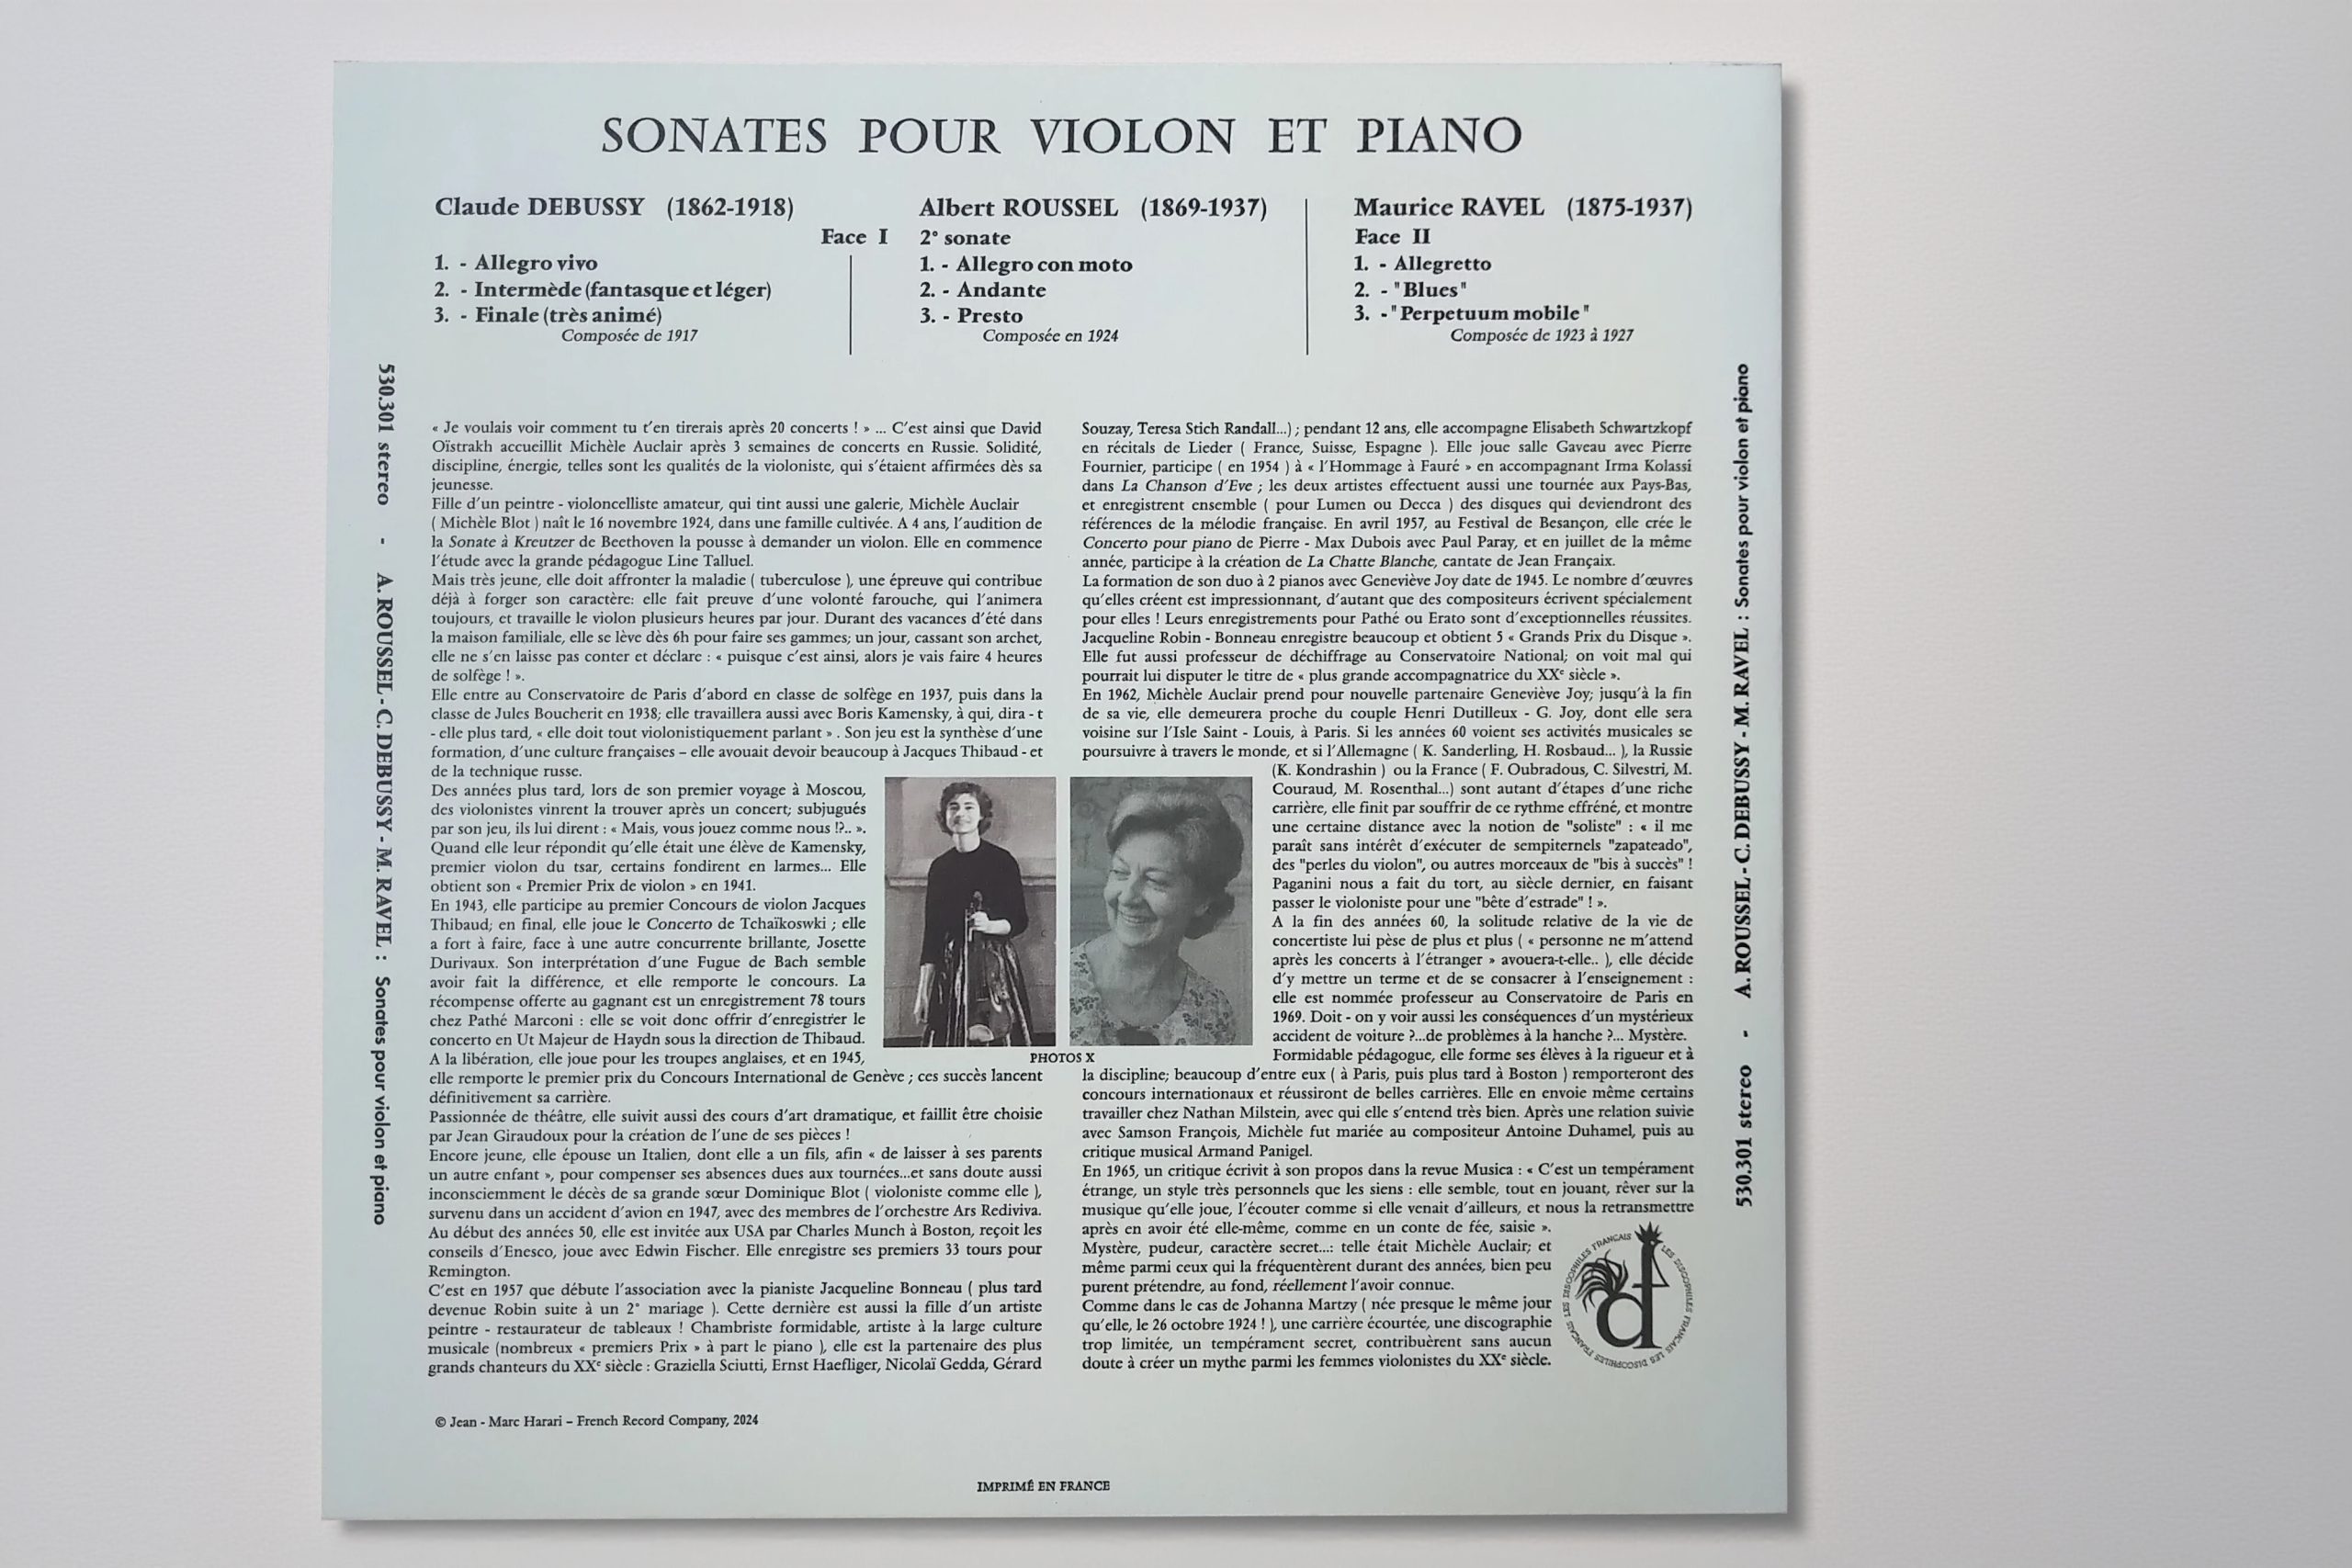 SONATES POUR VIOLON ET PIANO
Claude DEBUSSY (1862-1918)
Face I
1. - Allegro vivo
2. - Intermède (fantasque et léger)
3. - Finale (très animé)
Composée de 1917
Albert ROUSSEL (1869-1937)
2e sonate
1. - Allegro con moto
2. - Andante
3. - Presto
Composée en 1924
Maurice RAVEL (1875-1937)
Face II
1. - Allegretto
2. - "Blues"
3. -"Perpetuum mobile"
Composée de 1923 à 1927
530.301 stereo - A. ROUSSEL - C. DEBUSSY - M. RAVEL : Sonates pour violon et piano
« Je voulais voir comment tu t'en tirerais après 20 concerts ! » ... C'est ainsi que David
Oïstrakh accueillit Michèle Auclair après 3 semaines de concerts en Russie. Solidité,
discipline, énergie, telles sont les qualités de la violoniste, qui s'étaient affirmées dès sa
jeunesse.
Fille d'un peintre - violoncelliste amateur, qui tint aussi une galerie, Michèle Auclair
( Michèle Blot ) naît le 16 novembre 1924, dans une famille cultivée. A 4 ans, l'audition de
la Sonate à Kreutzer de Beethoven la pousse à demander un violon. Elle en commence
l'étude avec la grande pédagogue Line Talluel.
Mais très jeune, elle doit affronter la maladie ( tuberculose ), une épreuve qui contribue
déjà à forger son caractère: elle fait preuve d'une volonté farouche, qui l'animera
toujours, et travaille le violon plusieurs heures par jour. Durant des vacances d'été dans
la maison familiale, elle se lève dès 6h pour faire ses gammes; un jour, cassant son archet,
elle ne s'en laisse pas conter et déclare : « puisque c'est ainsi, alors je vais faire 4 heures
de solfège ! ».
Elle entre au Conservatoire de Paris d'abord en classe de solfège en 1937, puis dans la
classe de Jules Boucherit en 1938; elle travaillera aussi avec Boris Kamensky, à qui, dira - t
- elle plus tard, « elle doit tout violonistiquement parlant » . Son jeu est la synthèse d'une
formation, d'une culture françaises – elle avouait devoir beaucoup à Jacques Thibaud - et
de la technique russe.
Des années plus tard, lors de son premier voyage à Moscou,
des violonistes vinrent la trouver après un concert; subjugués
par son jeu, ils lui dirent : « Mais, vous jouez comme nous !?.. ».
Quand elle leur répondit qu'elle était une élève de Kamensky,
premier violon du tsar, certains fondirent en larmes... Elle
obtient son « Premier Prix de violon » en 1941.
En 1943, elle participe au premier Concours de violon Jacques
Thibaud; en final, elle joue le Concerto de Tchaïkoswki ; elle
a fort à faire, face à une autre concurrente brillante, Josette
Durivaux. Son interprétation d'une Fugue de Bach semble
avoir fait la différence, et elle remporte le concours. La
récompense offerte au gagnant est un enregistrement 78 tours
chez Pathé Marconi : elle se voit donc offrir d'enregistrer le
concerto en Ut Majeur de Haydn sous la direction de Thibaud.
A la libération, elle joue pour les troupes anglaises, et en 1945,
elle remporte le premier prix du Concours International de Genève ; ces succès lancent
définitivement sa carrière.
Passionnée de théâtre, elle suivit aussi des cours d'art dramatique, et faillit être choisie
par Jean Giraudoux pour la création de l'une de ses pièces !
Encore jeune, elle épouse un Italien, dont elle a un fils, afin « de laisser à ses parents
un autre enfant », pour compenser ses absences dues aux tournées...et sans doute aussi
inconsciemment le décès de sa grande sœur Dominique Blot ( violoniste comme elle ),
survenu dans un accident d'avion en 1947, avec des membres de l'orchestre Ars Rediviva.
Au début des années 50, elle est invitée aux USA par Charles Munch à Boston, reçoit les
conseils d'Enesco, joue avec Edwin Fischer. Elle enregistre ses premiers 33 tours pour
Remington.
C'est en 1957 que débute l'association avec la pianiste Jacqueline Bonneau ( plus tard
devenue Robin suite à un 2e mariage ). Cette dernière est aussi la fille d'un artiste
peintre - restaurateur de tableaux ! Chambriste formidable, artiste à la large culture
musicale (nombreux « premiers Prix » à part le piano ), elle est la partenaire des plus
grands chanteurs du XXe siècle : Graziella Sciutti, Ernst Haefliger, Nicolaï Gedda, Gérard
Souzay, Teresa Stich Randall...) ; pendant 12 ans, elle accompagne Elisabeth Schwartzkopf
en récitals de Lieder ( France, Suisse, Espagne ). Elle joue salle Gaveau avec Pierre
Fournier, participe ( en 1954 ) à « l'Hommage à Fauré » en accompagnant Irma Kolassi
dans La Chanson d'Eve ; les deux artistes effectuent aussi une tournée aux Pays-Bas,
et enregistrent ensemble ( pour Lumen ou Decca ) des disques qui deviendront des
références de la mélodie française. En avril 1957, au Festival de Besançon, elle crée le
Concerto pour piano de Pierre - Max Dubois avec Paul Paray, et en juillet de la même
année, participe à la création de La Chatte Blanche, cantate de Jean Françaix.
La formation de son duo à 2 pianos avec Geneviève Joy date de 1945. Le nombre d'œuvres
qu'elles créent est impressionnant, d'autant que des compositeurs écrivent spécialement
pour elles ! Leurs enregistrements pour Pathé ou Erato sont d'exceptionnelles réussites.
Jacqueline Robin - Bonneau enregistre beaucoup et obtient 5 « Grands Prix du Disque ».
Elle fut aussi professeur de déchiffrage au Conservatoire National; on voit mal qui
pourrait lui disputer le titre de « plus grande accompagnatrice du XXe siècle ».
En 1962, Michèle Auclair prend pour nouvelle partenaire Geneviève Joy; jusqu'à la fin
de sa vie, elle demeurera proche du couple Henri Dutilleux - G. Joy, dont elle sera
voisine sur l'Isle Saint - Louis, à Paris. Si les années 60 voient ses activités musicales se
poursuivre à travers le monde, et si l'Allemagne ( K. Sanderling, H. Rosbaud... ), la Russie
(K. Kondrashin ) ou la France ( F. Oubradous, C. Silvestri, M.
Couraud, M. Rosenthal...) sont autant d'étapes d'une riche
carrière, elle finit par souffrir de ce rythme effréné, et montre
une certaine distance avec la notion de "soliste" : « il me
paraît sans intérêt d'exécuter de sempiternels "zapateado",
des "perles du violon", ou autres morceaux de "bis à succès" !
Paganini nous a fait du tort, au siècle dernier, en faisant
passer le violoniste pour une "bête d'estrade" ! ».
A la fin des années 60, la solitude relative de la vie de
concertiste lui pèse de plus et plus ( « personne ne m'attend
après les concerts à l'étranger » avouera-t-elle.. ), elle décide
d'y mettre un terme et de se consacrer à l'enseignement :
elle est nommée professeur au Conservatoire de Paris en
1969. Doit - on y voir aussi les conséquences d'un mystérieux
accident de voiture ?...de problèmes à la hanche ?... Mystère.
Formidable pédagogue, elle forme ses élèves à la rigueur et à
la discipline; beaucoup d'entre eux ( à Paris, puis plus tard à Boston ) remporteront des
concours internationaux et réussiront de belles carrières. Elle en envoie même certains
travailler chez Nathan Milstein, avec qui elle s'entend très bien. Après une relation suivie
avec Samson François, Michèle fut mariée au compositeur Antoine Duhamel, puis au
critique musical Armand Panigel.
En 1965, un critique écrivit à son propos dans la revue Musica : « C'est un tempérament
étrange, un style très personnels que les siens : elle semble, tout en jouant, rêver sur la
musique qu'elle joue, l'écouter comme si elle venait d'ailleurs, et nous la retransmettre
après en avoir été elle-même, comme en un conte de fée, saisie ».
Mystère, pudeur, caractère secret...: telle était Michèle Auclair; et
même parmi ceux qui la fréquentèrent durant des années, bien peu
purent prétendre, au fond, réellement l'avoir connue.
Comme dans le cas de Johanna Martzy ( née presque le même jour
qu'elle, le 26 octobre 1924 ! ), une carrière écourtée, une discographie
trop limitée, un tempérament secret, contribuèrent sans aucun
doute à créer un mythe parmi les femmes violonistes du XXe siècle.
PHOTOS X
LES DISCOPHILES FRANCAIS LES DISCOPHILES FRANCAIS LES DISCOPHILES FRANCAIS
df
530.301 stereo - A. ROUSSEL - C. DEBUSSY - M. RAVEL : Sonates pour violon et piano
© Jean - Marc Harari – French Record Company, 2024
IMPRIMÉ EN FRANCE